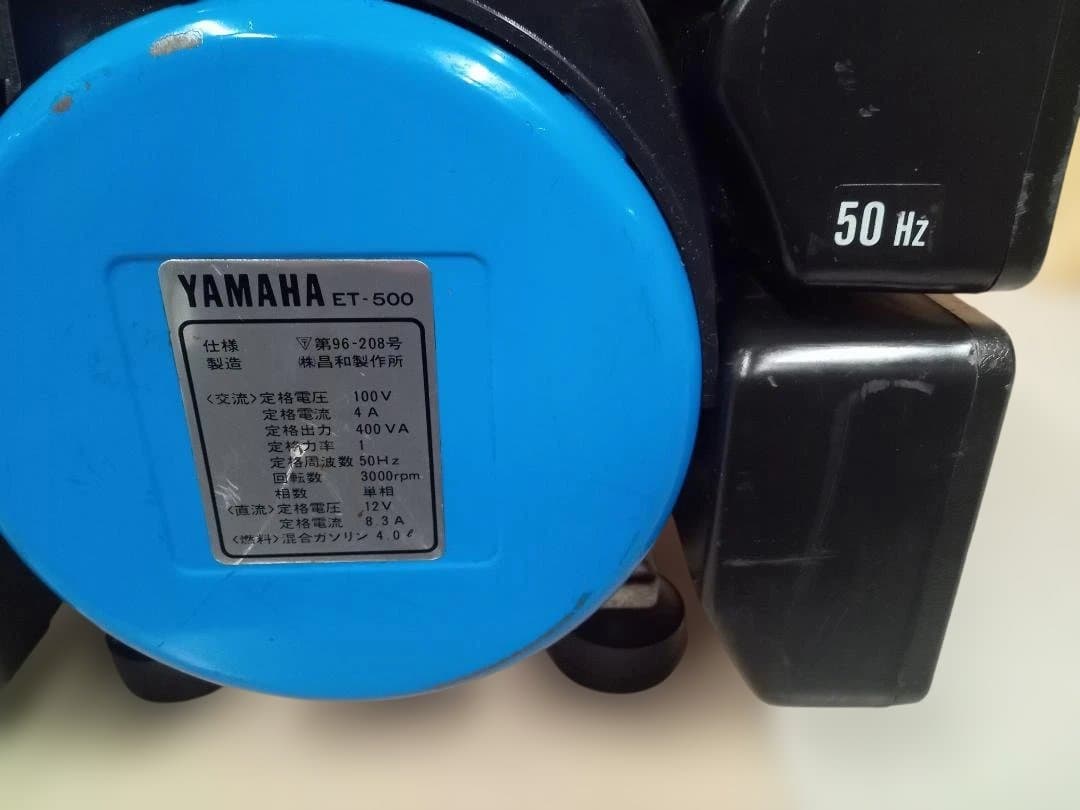 YAMAHA ET-500
仕様 〒第96-208号
製造 ㈱昌和製作所
〈交流〉定格電圧 100V
定格電流 4A
定格出力 400VA
定格力率 1
定格周波数 50Hz
回転数 3000rpm
相数 単相
〈直流〉定格電圧 12V
定格電流 8.3A
〈燃料〉混合ガソリン 4.0ℓ
50 Hz